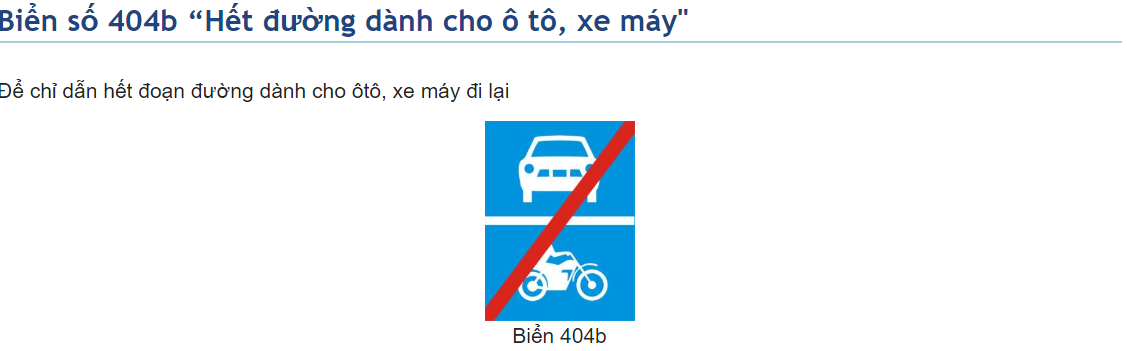 Biển số 404b “Hết đường dành cho ô tô, xe máy"
Để chỉ dẫn hết đoạn đường dành cho ôtô, xe máy đi lại
Biển 404b